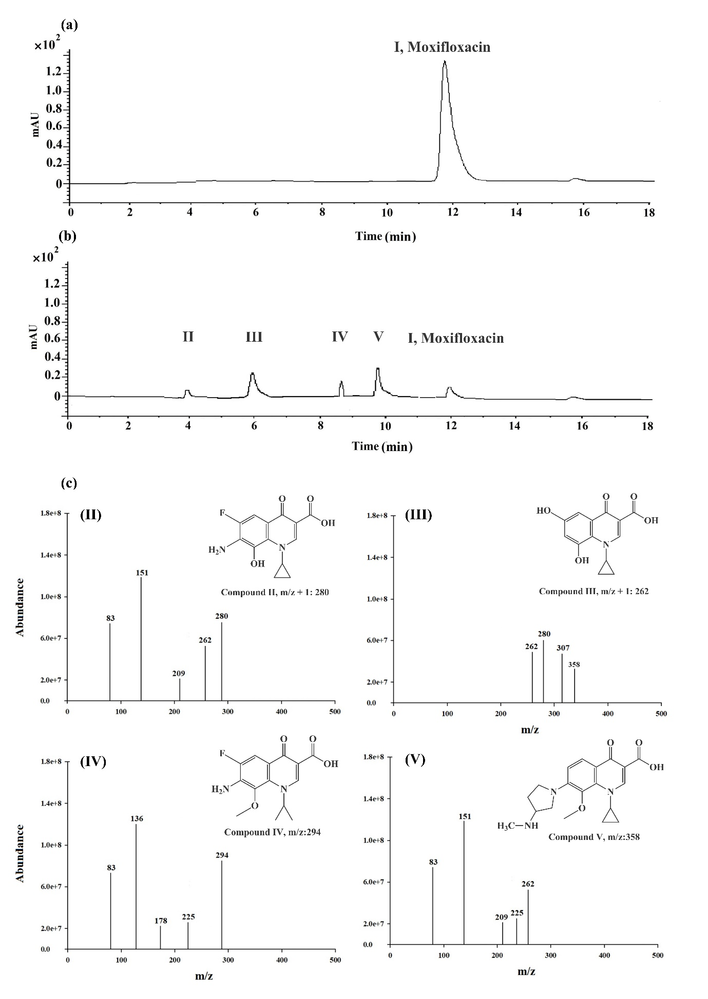 (a)
×10²
I, Moxifloxacin
1.2
1.0
0.8
0.6
0.4
0.2
0
mAU
0 2 4 6 8 10 12 14 16 18
Time (min)
(b)
×10²
1.2
1.0
0.8
0.6
0.4
0.2
0
mAU
II III IV V I, Moxifloxacin
0 2 4 6 8 10 12 14 16 18
Time (min)
(c)
(II)
1.8e+8
1.4e+8
1.0e+8
6.0e+7
2.0e+7
0.0
Abundance
83
151
209
262
280
F
O
O
OH
H₂N
N
OH
Compound II, m/z + 1: 280
0 100 200 300 400 500
(III)
1.8e+8
1.4e+8
1.0e+8
6.0e+7
2.0e+7
0.0
262
280
307
358
HO
O
O
OH
N
OH
Compound III, m/z + 1: 262
0 100 200 300 400 500
m/z
(IV)
1.8e+8
1.4e+8
1.0e+8
6.0e+7
2.0e+7
0.0
Abundance
83
136
178
225
294
F
O
O
OH
H₂N
N
O
Compound IV, m/z:294
0 100 200 300 400 500
m/z
(V)
1.8e+8
1.4e+8
1.0e+8
6.0e+7
2.0e+7
0.0
83
151
209
225
262
O
O
OH
N
N
O
H₃C—NH
Compound V, m/z:358
0 100 200 300 400 500
m/z